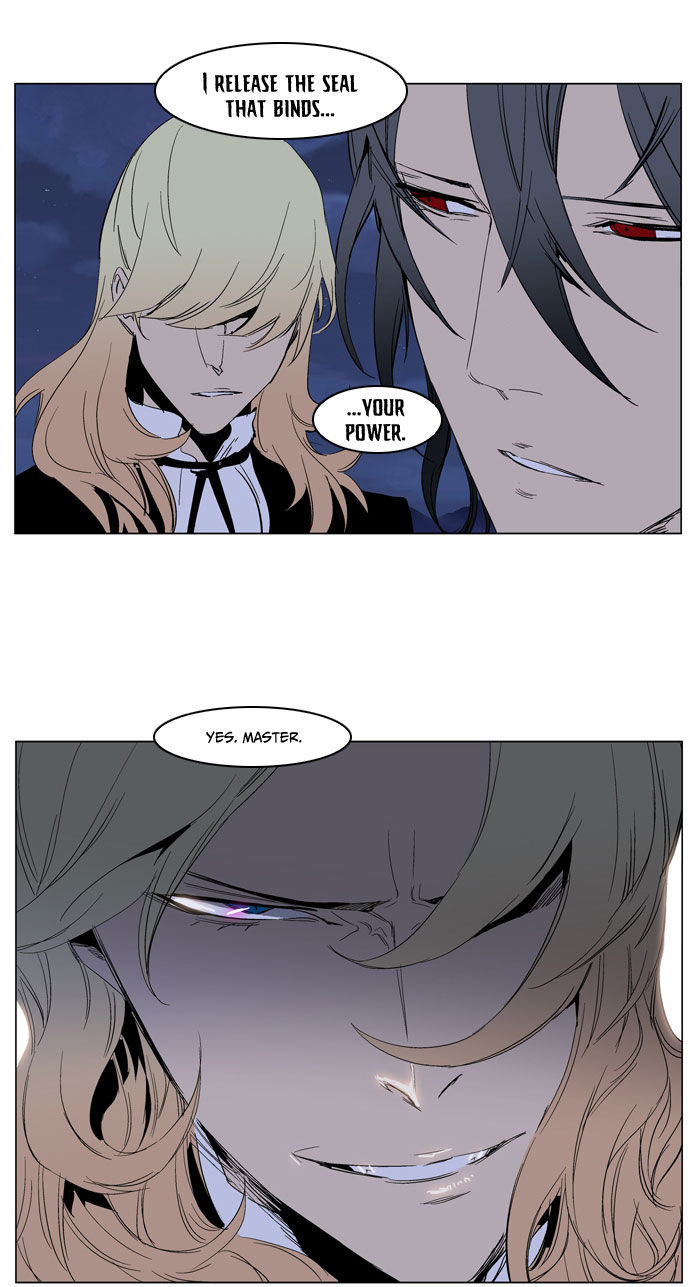 I RELEASE THE SEAL
THAT BINDS...
...YOUR
POWER.
YES. MASTER.